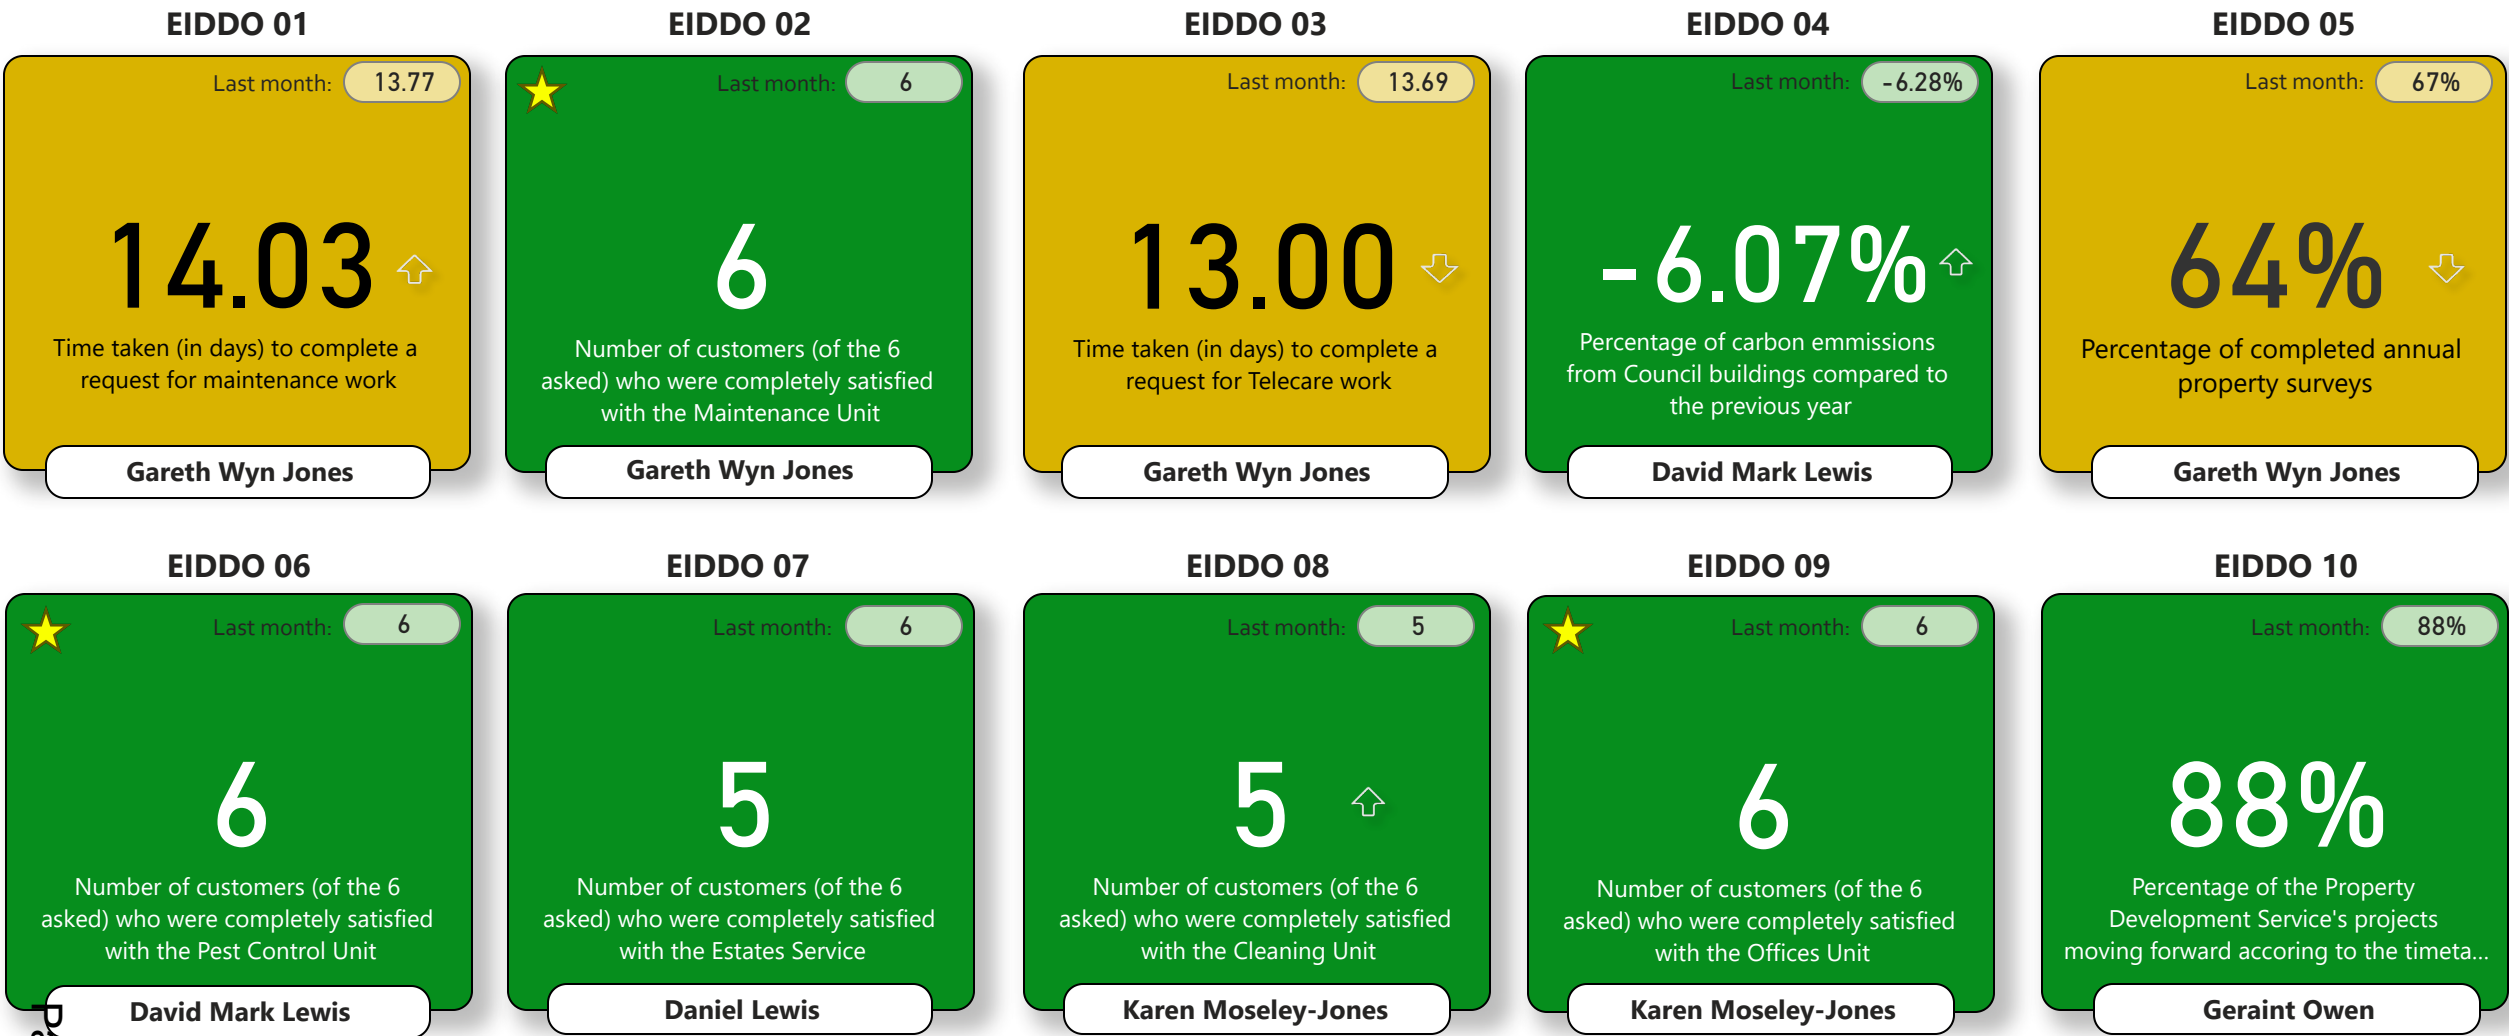 EIDDO 01
Last month: 13.77
14.03
Time taken (in days) to complete a
request for maintenance work
Gareth Wyn Jones
EIDDO 02
Last month: 6
6
Number of customers (of the 6
asked) who were completely satisfied
with the Maintenance Unit
Gareth Wyn Jones
EIDDO 03
Last month: 13.69
13.00
Time taken (in days) to complete a
request for Telecare work
Gareth Wyn Jones
EIDDO 04
Last month: -6.28%
-6.07%
Percentage of carbon emmissions
from Council buildings compared to
the previous year
David Mark Lewis
EIDDO 05
Last month: 67%
64%
Percentage of completed annual
property surveys
Gareth Wyn Jones
EIDDO 06
Last month: 6
6
Number of customers (of the 6
asked) who were completely satisfied
with the Pest Control Unit
David Mark Lewis
EIDDO 07
Last month: 6
5
Number of customers (of the 6
asked) who were completely satisfied
with the Estates Service
Daniel Lewis
EIDDO 08
Last month: 5
5
Number of customers (of the 6
asked) who were completely satisfied
with the Cleaning Unit
Karen Moseley-Jones
EIDDO 09
Last month: 6
6
Number of customers (of the 6
asked) who were completely satisfied
with the Offices Unit
Karen Moseley-Jones
EIDDO 10
Last month: 88%
88%
Percentage of the Property
Development Service's projects
moving forward accoring to the timeta...
Geraint Owen